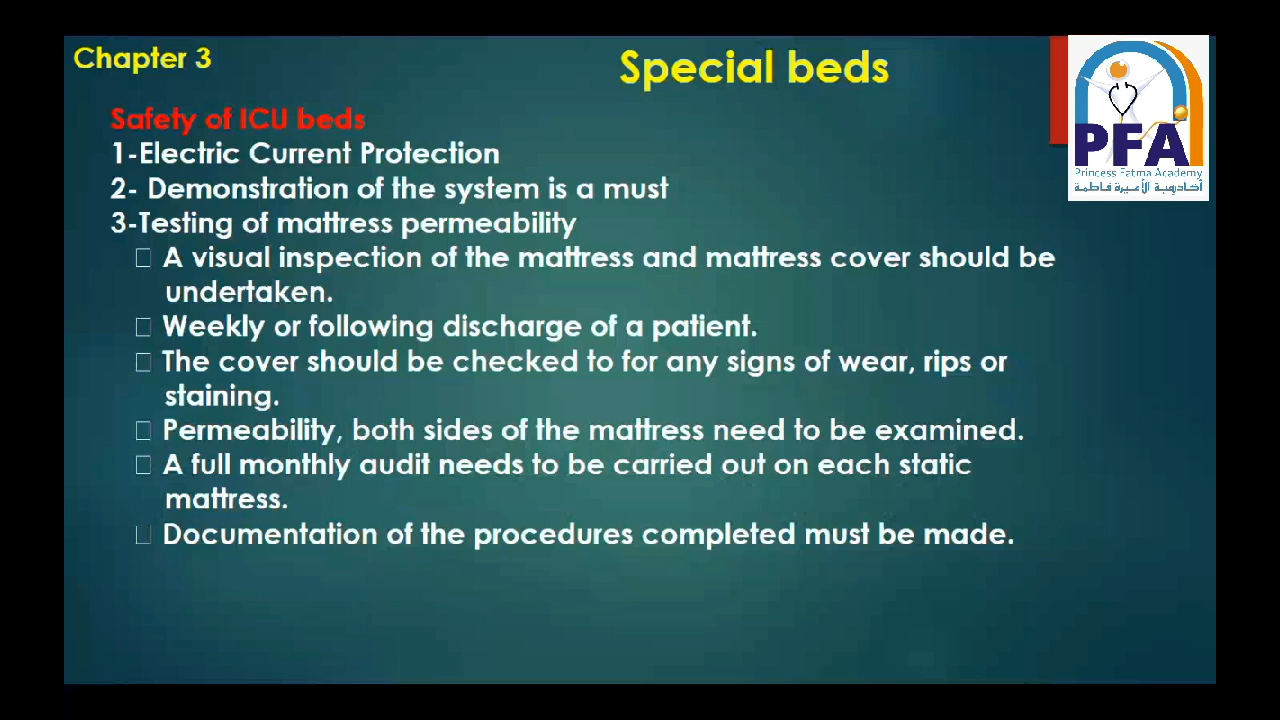 Chapter 3
Special beds
PFA
Princess Fatma Academy
أكاديمية الأميرة فاطمة
Safety of ICU beds
1-Electric Current Protection
2- Demonstration of the system is a must
3-Testing of mattress permeability
A visual inspection of the mattress and mattress cover should be
undertaken.
Weekly or following discharge of a patient.
The cover should be checked to for any signs of wear, rips or
staining.
Permeability, both sides of the mattress need to be examined.
A full monthly audit needs to be carried out on each static
mattress.
Documentation of the procedures completed must be made.